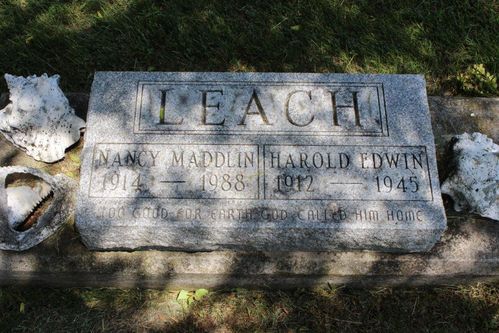 LEACH
NANCY MADDLIN HAROLD EDWIN
1914 — 1988 1912 — 1945
TOO GOOD FOR EARTH GOD CALLED HIM HOME